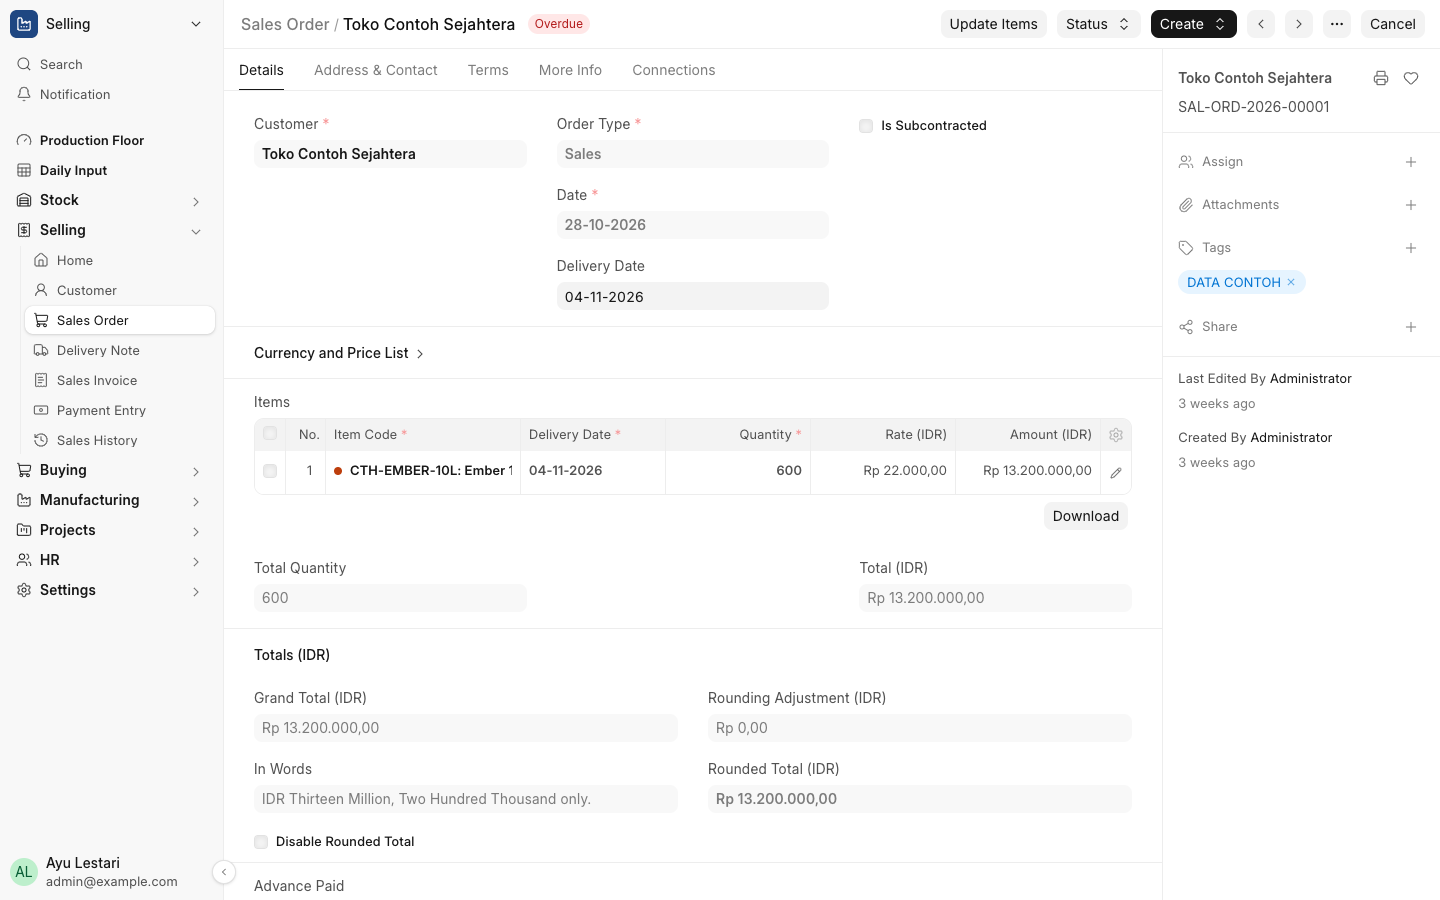 Selling
Search
Notification
Production Floor
Daily Input
Stock
Selling
Home
Customer
Sales Order
Delivery Note
Sales Invoice
Payment Entry
Sales History
Buying
Manufacturing
Projects
HR
Settings
AL
Ayu Lestari
admin@example.com
Sales Order / Toko Contoh Sejahtera Overdue
Update Items Status Create ··· Cancel
Details Address & Contact Terms More Info Connections
Customer *
Toko Contoh Sejahtera
Order Type *
Sales
Date *
28-10-2026
Delivery Date
04-11-2026
Is Subcontracted
Currency and Price List
Items
No. Item Code * Delivery Date * Quantity * Rate (IDR) Amount (IDR)
1 CTH-EMBER-10L: Ember 04-11-2026 600 Rp 22.000,00 Rp 13.200.000,00
Download
Total Quantity
600
Total (IDR)
Rp 13.200.000,00
Totals (IDR)
Grand Total (IDR)
Rp 13.200.000,00
Rounding Adjustment (IDR)
Rp 0,00
In Words
IDR Thirteen Million, Two Hundred Thousand only.
Rounded Total (IDR)
Rp 13.200.000,00
Disable Rounded Total
Advance Paid
Toko Contoh Sejahtera
SAL-ORD-2026-00001
Assign
Attachments
Tags
DATA CONTOH ×
Share
Last Edited By Administrator
3 weeks ago
Created By Administrator
3 weeks ago